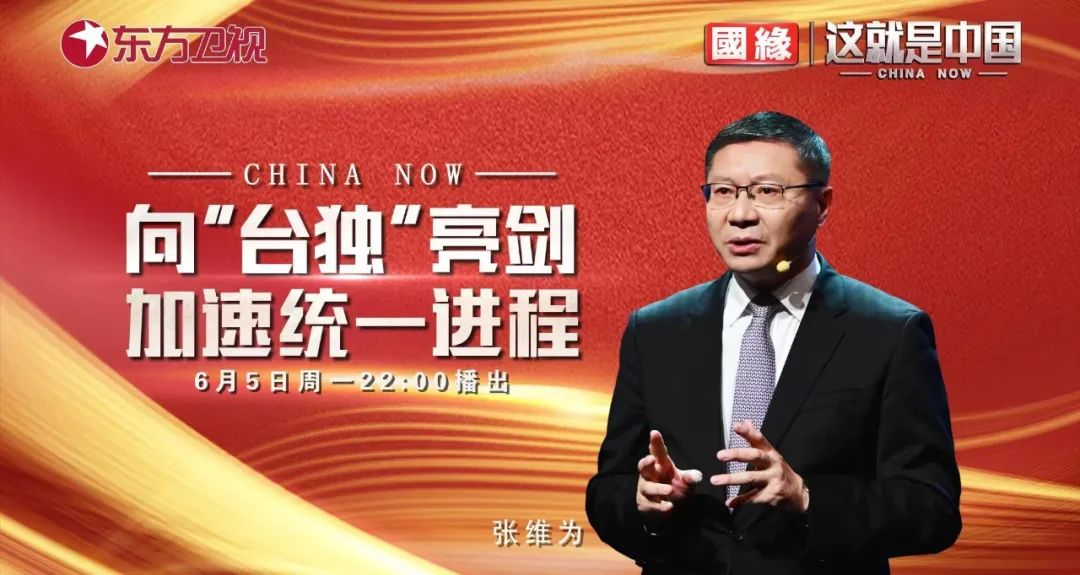 东方卫视
國緣 这就是中国
CHINA NOW
CHINA NOW
向"台独"亮剑
加速统一进程
6月5日周一22:00播出
张维为